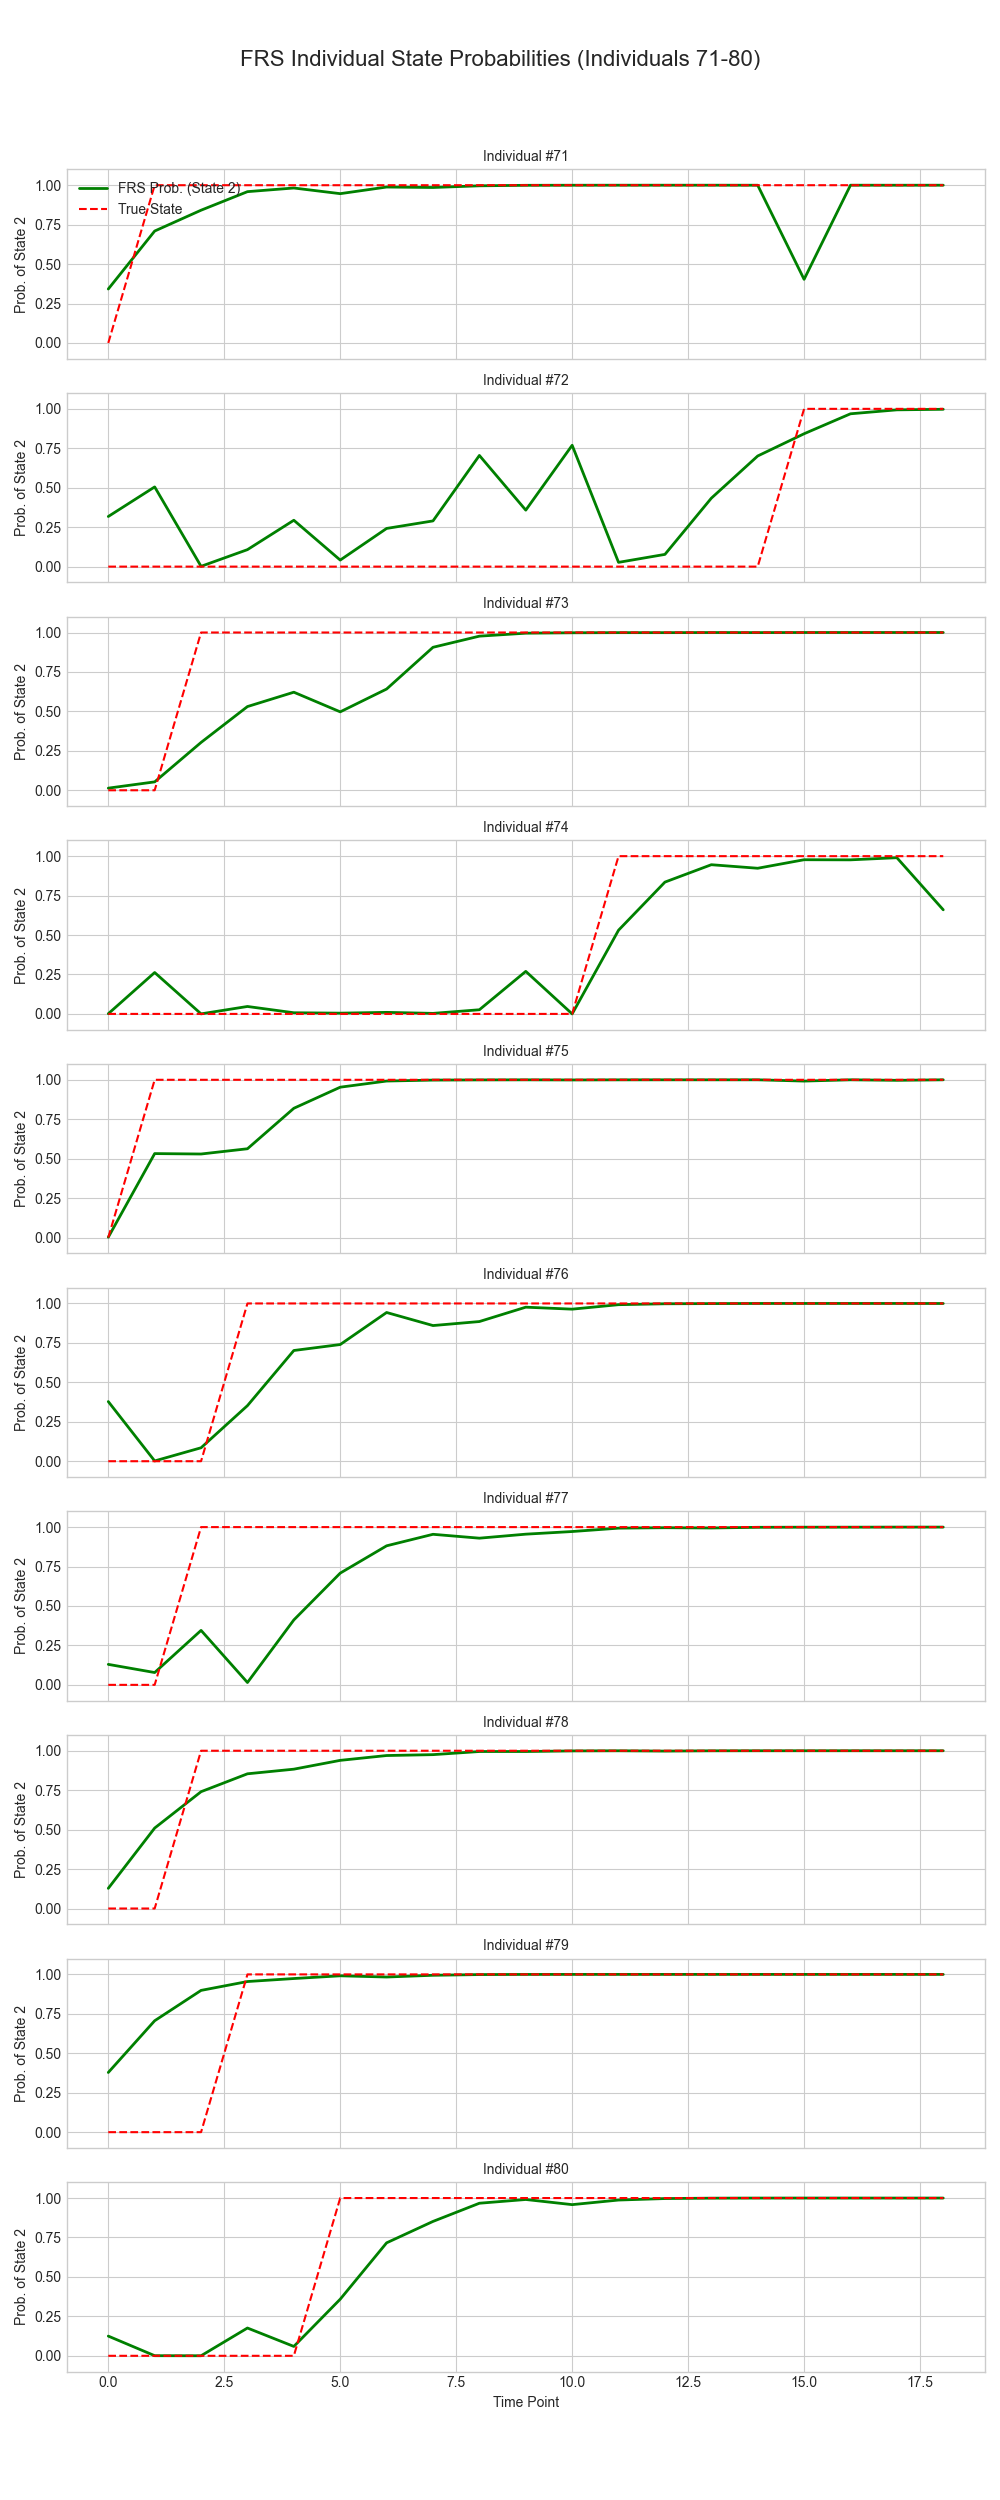 FRS Individual State Probabilities (Individuals 71-80)
Individual #71
FRS Prob. (State 2)
True State
Prob. of State 2
1.00
0.75
0.50
0.25
0.00
Individual #72
Prob. of State 2
1.00
0.75
0.50
0.25
0.00
Individual #73
Prob. of State 2
1.00
0.75
0.50
0.25
0.00
Individual #74
Prob. of State 2
1.00
0.75
0.50
0.25
0.00
Individual #75
Prob. of State 2
1.00
0.75
0.50
0.25
0.00
Individual #76
Prob. of State 2
1.00
0.75
0.50
0.25
0.00
Individual #77
Prob. of State 2
1.00
0.75
0.50
0.25
0.00
Individual #78
Prob. of State 2
1.00
0.75
0.50
0.25
0.00
Individual #79
Prob. of State 2
1.00
0.75
0.50
0.25
0.00
Individual #80
Prob. of State 2
1.00
0.75
0.50
0.25
0.00
0.0 2.5 5.0 7.5 10.0 12.5 15.0 17.5
Time Point